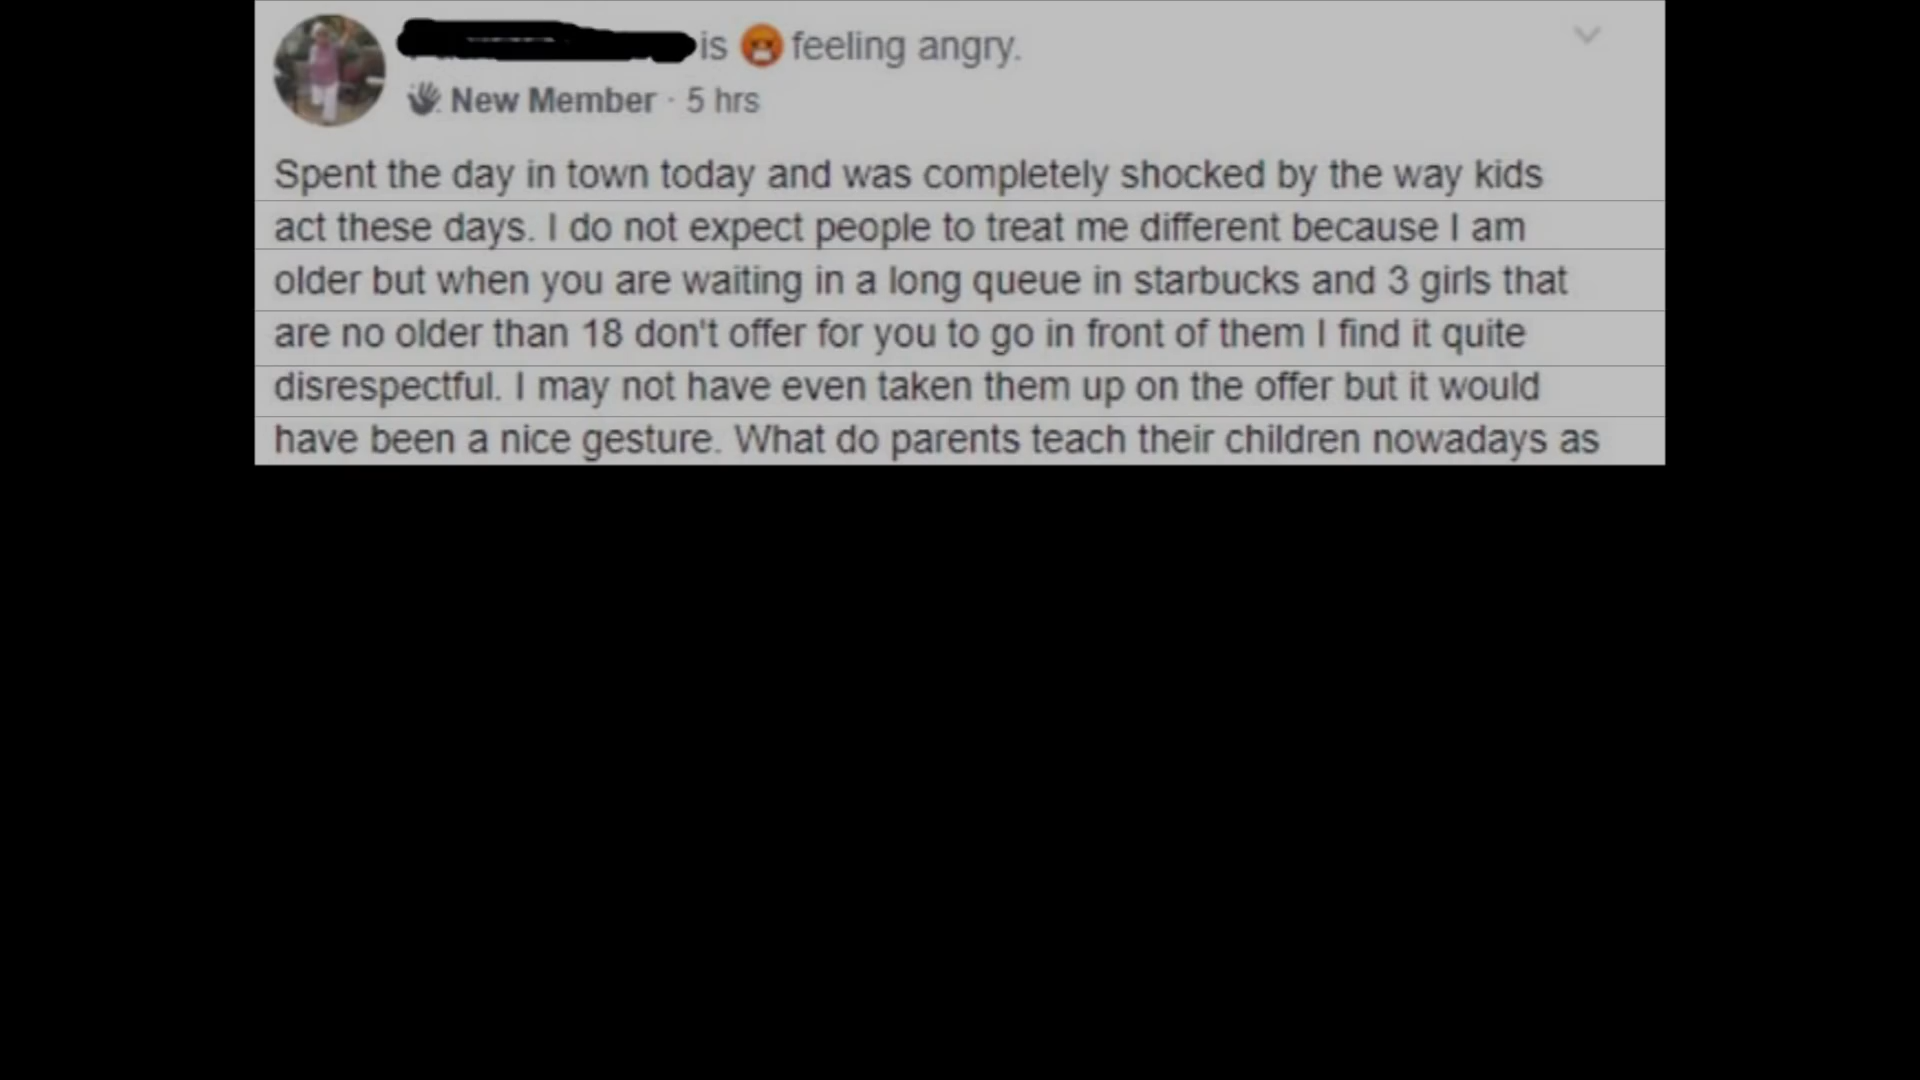 is feeling angry.
New Member · 5 hrs
Spent the day in town today and was completely shocked by the way kids
act these days. I do not expect people to treat me different because I am
older but when you are waiting in a long queue in starbucks and 3 girls that
are no older than 18 don't offer for you to go in front of them I find it quite
disrespectful. I may not have even taken them up on the offer but it would
have been a nice gesture. What do parents teach their children nowadays as